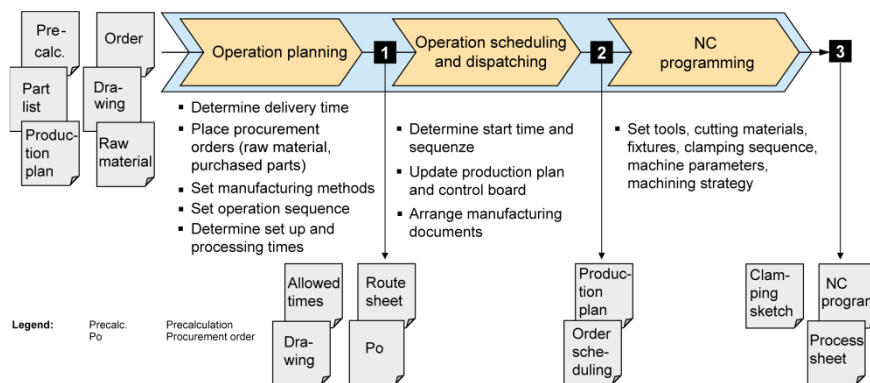 Pre-
calc.
Order
Part
list
Dra-
wing
Produc-
tion
plan
Raw
material
Operation planning
1
Operation scheduling
and dispatching
2
NC
programming
3
▪ Determine delivery time
▪ Place procurement
orders (raw material,
purchased parts)
▪ Set manufacturing methods
▪ Set operation sequence
▪ Determine set up and
processing times
▪ Determine start time and
sequenze
▪ Update production plan
and control board
▪ Arrange manufacturing
documents
▪ Set tools, cutting materials,
fixtures, clamping sequence,
machine parameters,
machining strategy
Allowed
times
Route
sheet
Dra-
wing
Po
Produc-
tion
plan
Order
sche-
duling
Clam-
ping
sketch
NC
program
Process
sheet
Legend: Precalc. Precalculation
Po Procurement order